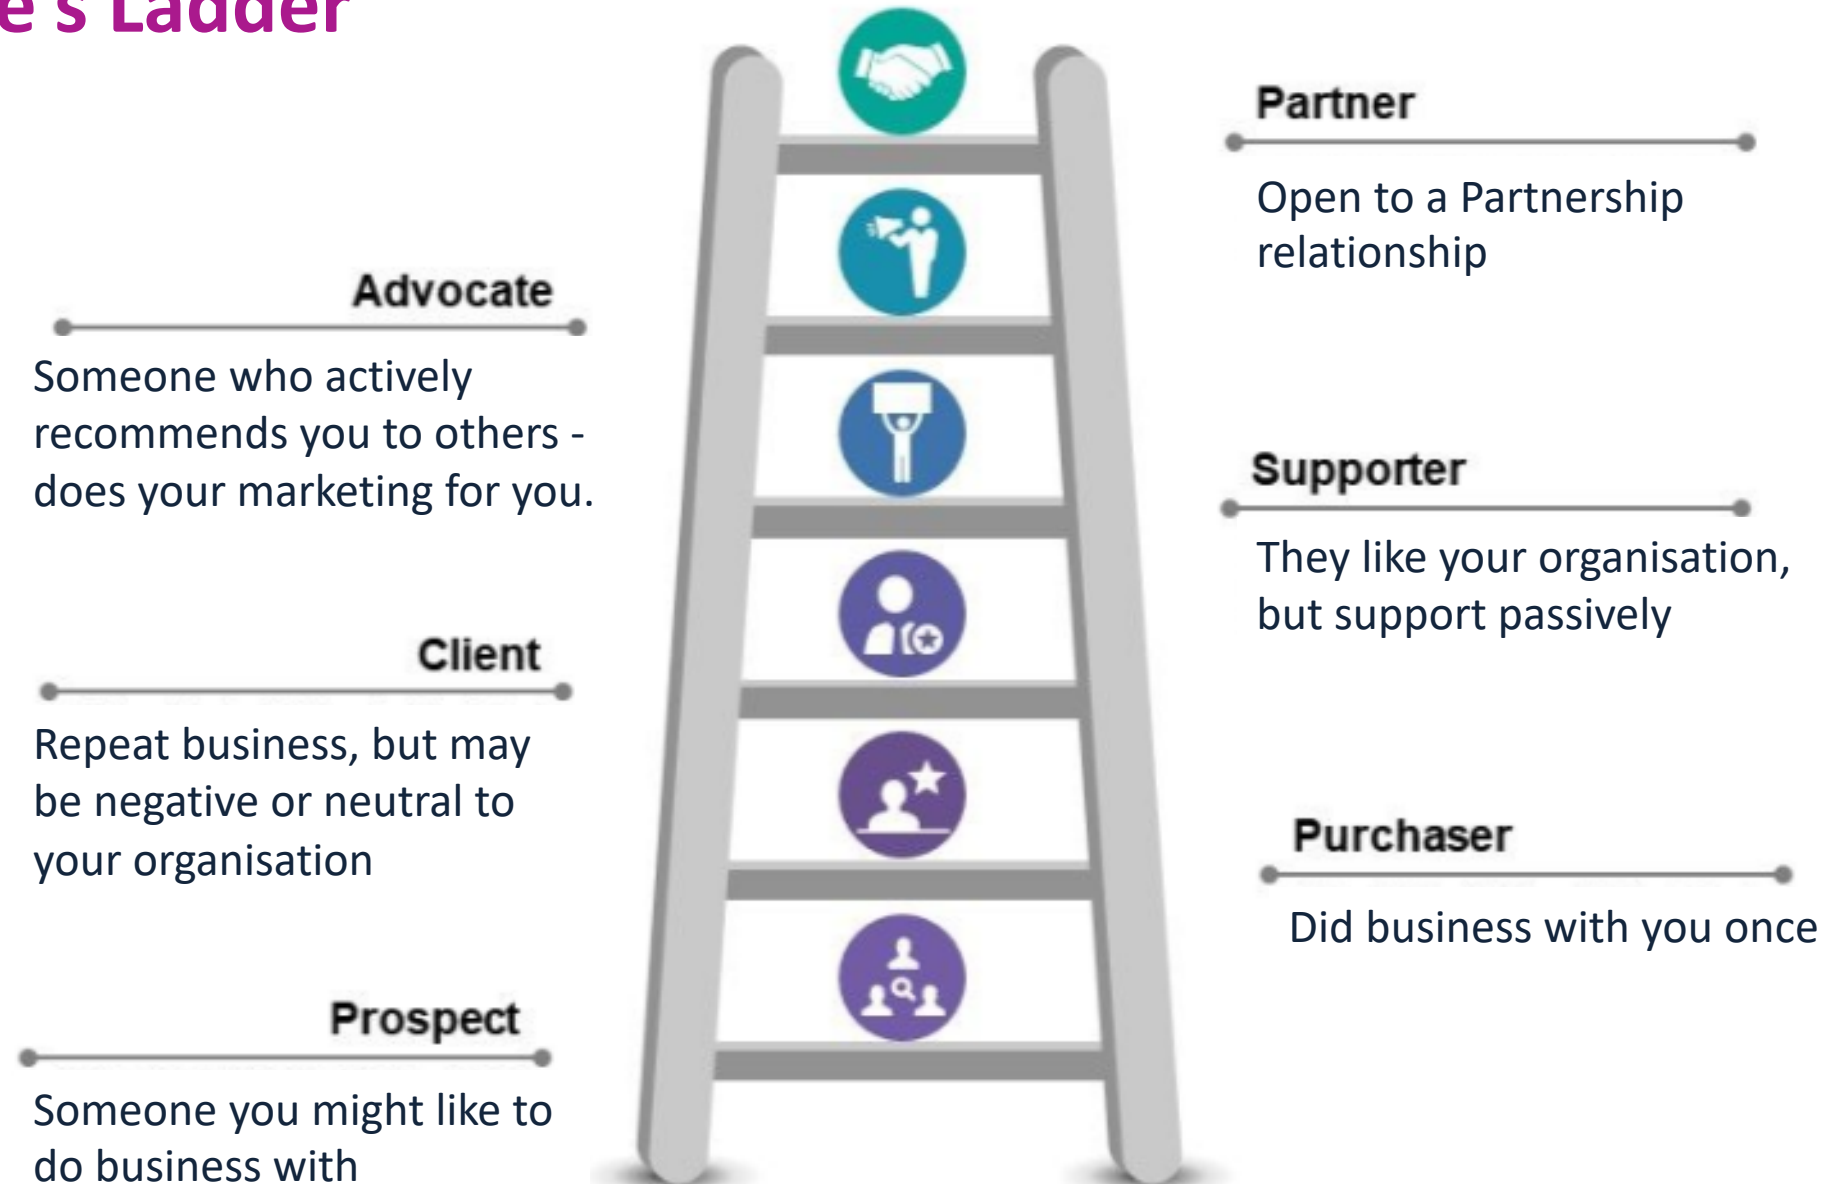 e's Ladder
Partner
Open to a Partnership
relationship
Advocate
Someone who actively
recommends you to others -
does your marketing for you.
Supporter
They like your organisation,
but support passively
Client
Repeat business, but may
be negative or neutral to
your organisation
Purchaser
Did business with you once
Prospect
Someone you might like to
do business with